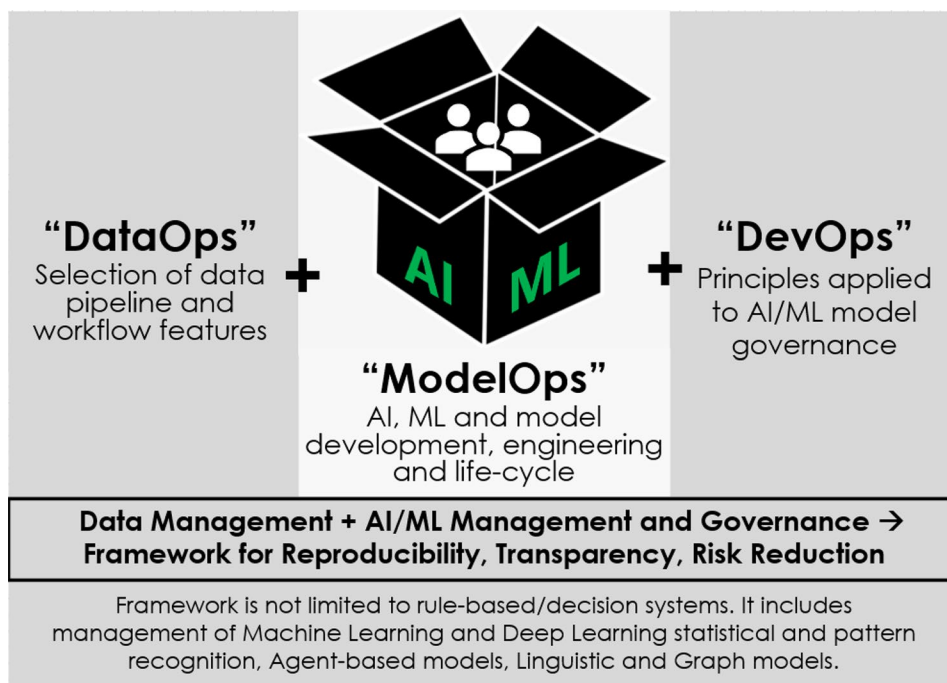 “DataOps”
Selection of data
pipeline and
workflow features
+
AI ML
“ModelOps”
AI, ML and model
development, engineering
and life-cycle
+
“DevOps”
Principles applied
to AI/ML model
governance
Data Management + AI/ML Management and Governance →
Framework for Reproducibility, Transparency, Risk Reduction
Framework is not limited to rule-based/decision systems. It includes
management of Machine Learning and Deep Learning statistical and pattern
recognition, Agent-based models, Linguistic and Graph models.